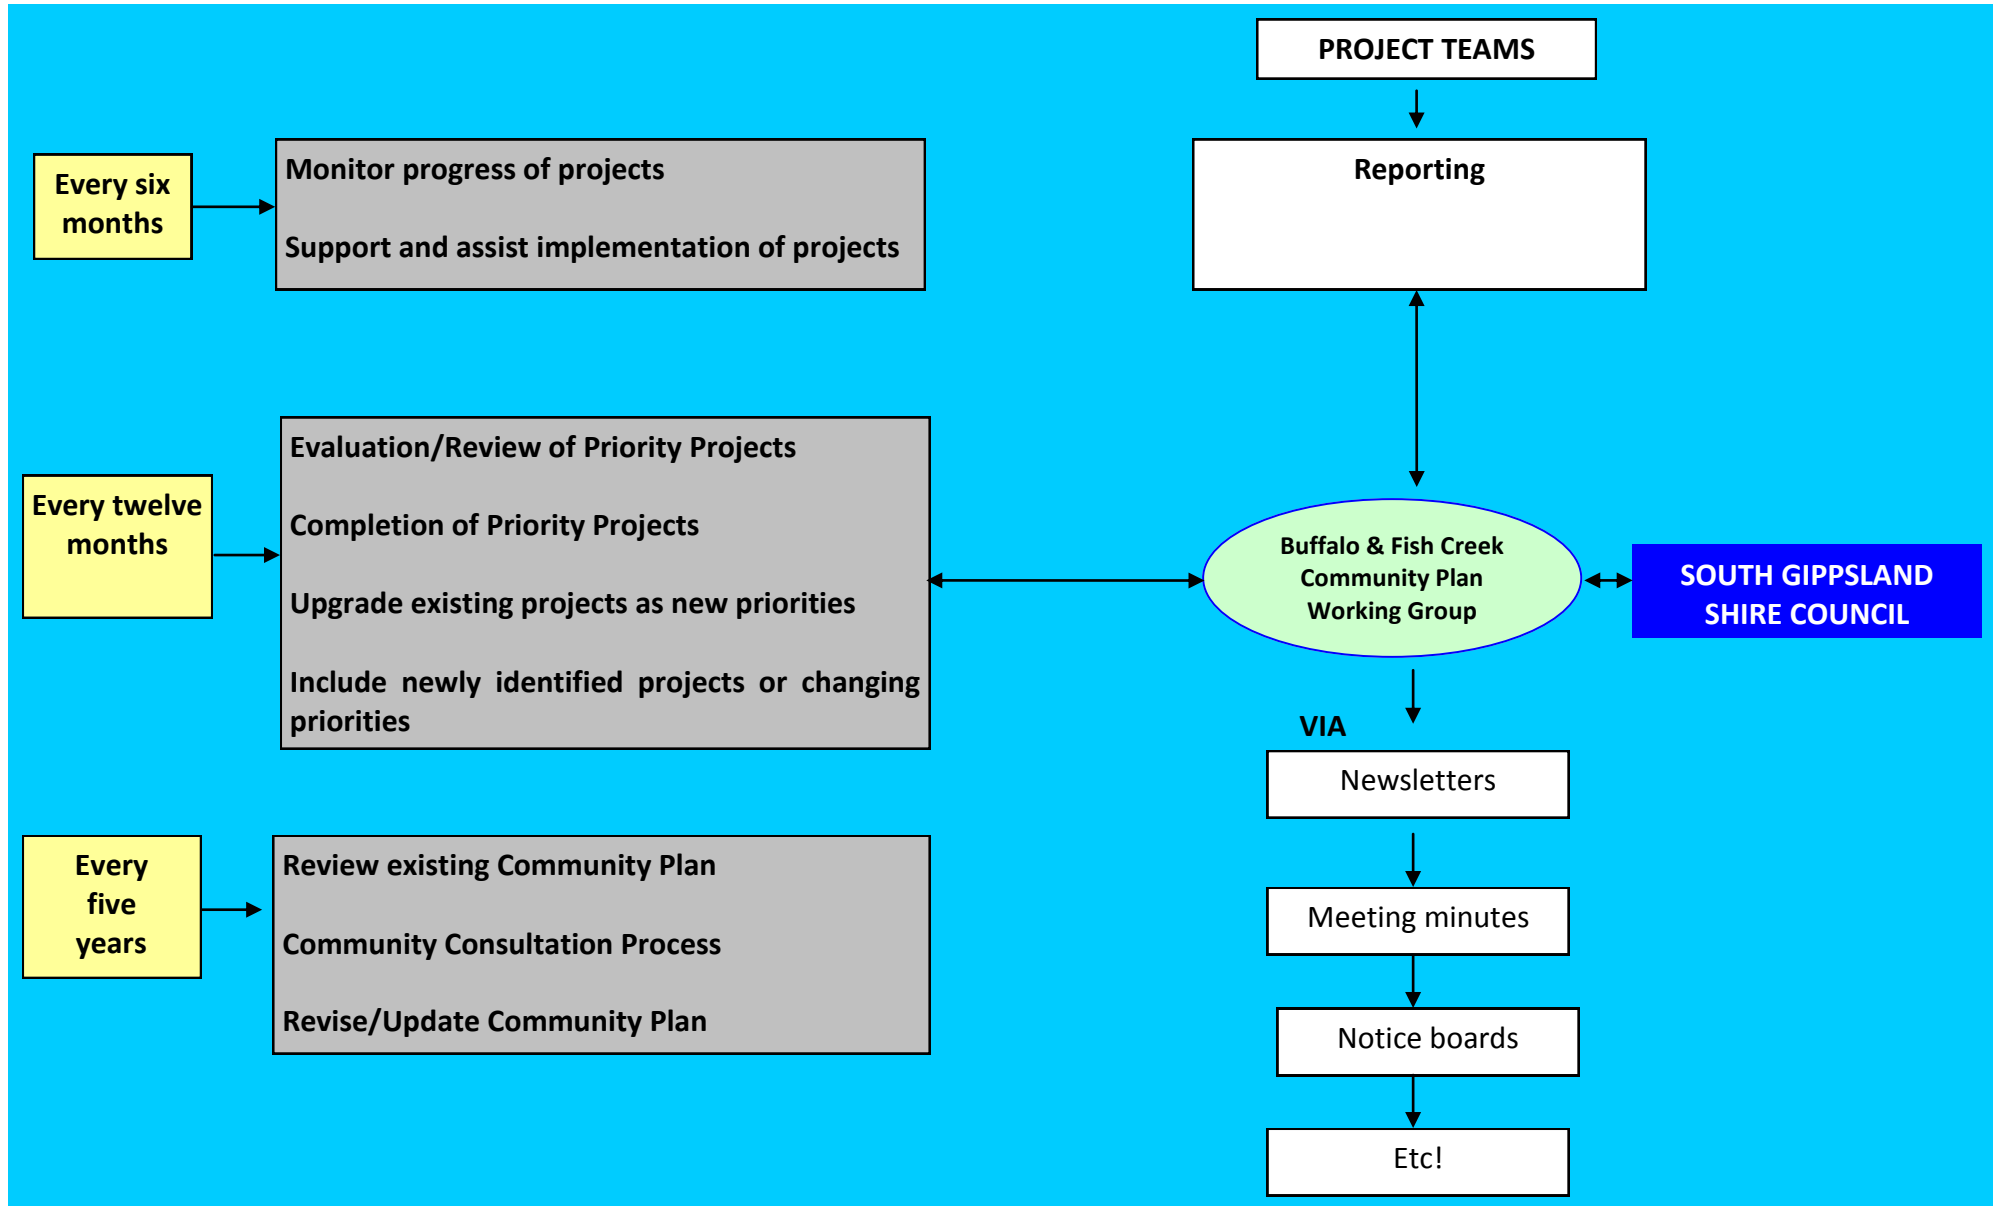 PROJECT TEAMS
Every six
months
Monitor progress of projects
Support and assist implementation of projects
Reporting
Every twelve
months
Evaluation/Review of Priority Projects
Completion of Priority Projects
Upgrade existing projects as new priorities
Include newly identified projects or changing
priorities
Buffalo & Fish Creek
Community Plan
Working Group
SOUTH GIPPSLAND
SHIRE COUNCIL
VIA
Newsletters
Meeting minutes
Notice boards
Etc!
Every
five
years
Review existing Community Plan
Community Consultation Process
Revise/Update Community Plan